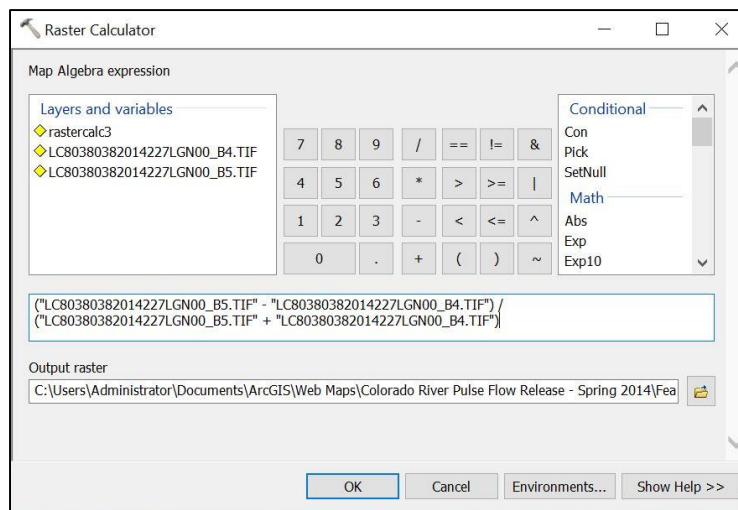 Raster Calculator
Map Algebra expression
Layers and variables
rastercalc3
LC80380382014227LGN00_B4.TIF
LC80380382014227LGN00_B5.TIF
7 8 9 / == != &
4 5 6 * > >= |
1 2 3 - < <= ^
0 . + ( ) ~
Conditional
Con
Pick
SetNull
Math
Abs
Exp
Exp10
("LC80380382014227LGN00_B5.TIF" - "LC80380382014227LGN00_B4.TIF") /
("LC80380382014227LGN00_B5.TIF" + "LC80380382014227LGN00_B4.TIF")
Output raster
C:\Users\Administrator\Documents\ArcGIS\Web Maps\Colorado River Pulse Flow Release - Spring 2014\Fea
OK Cancel Environments... Show Help >>